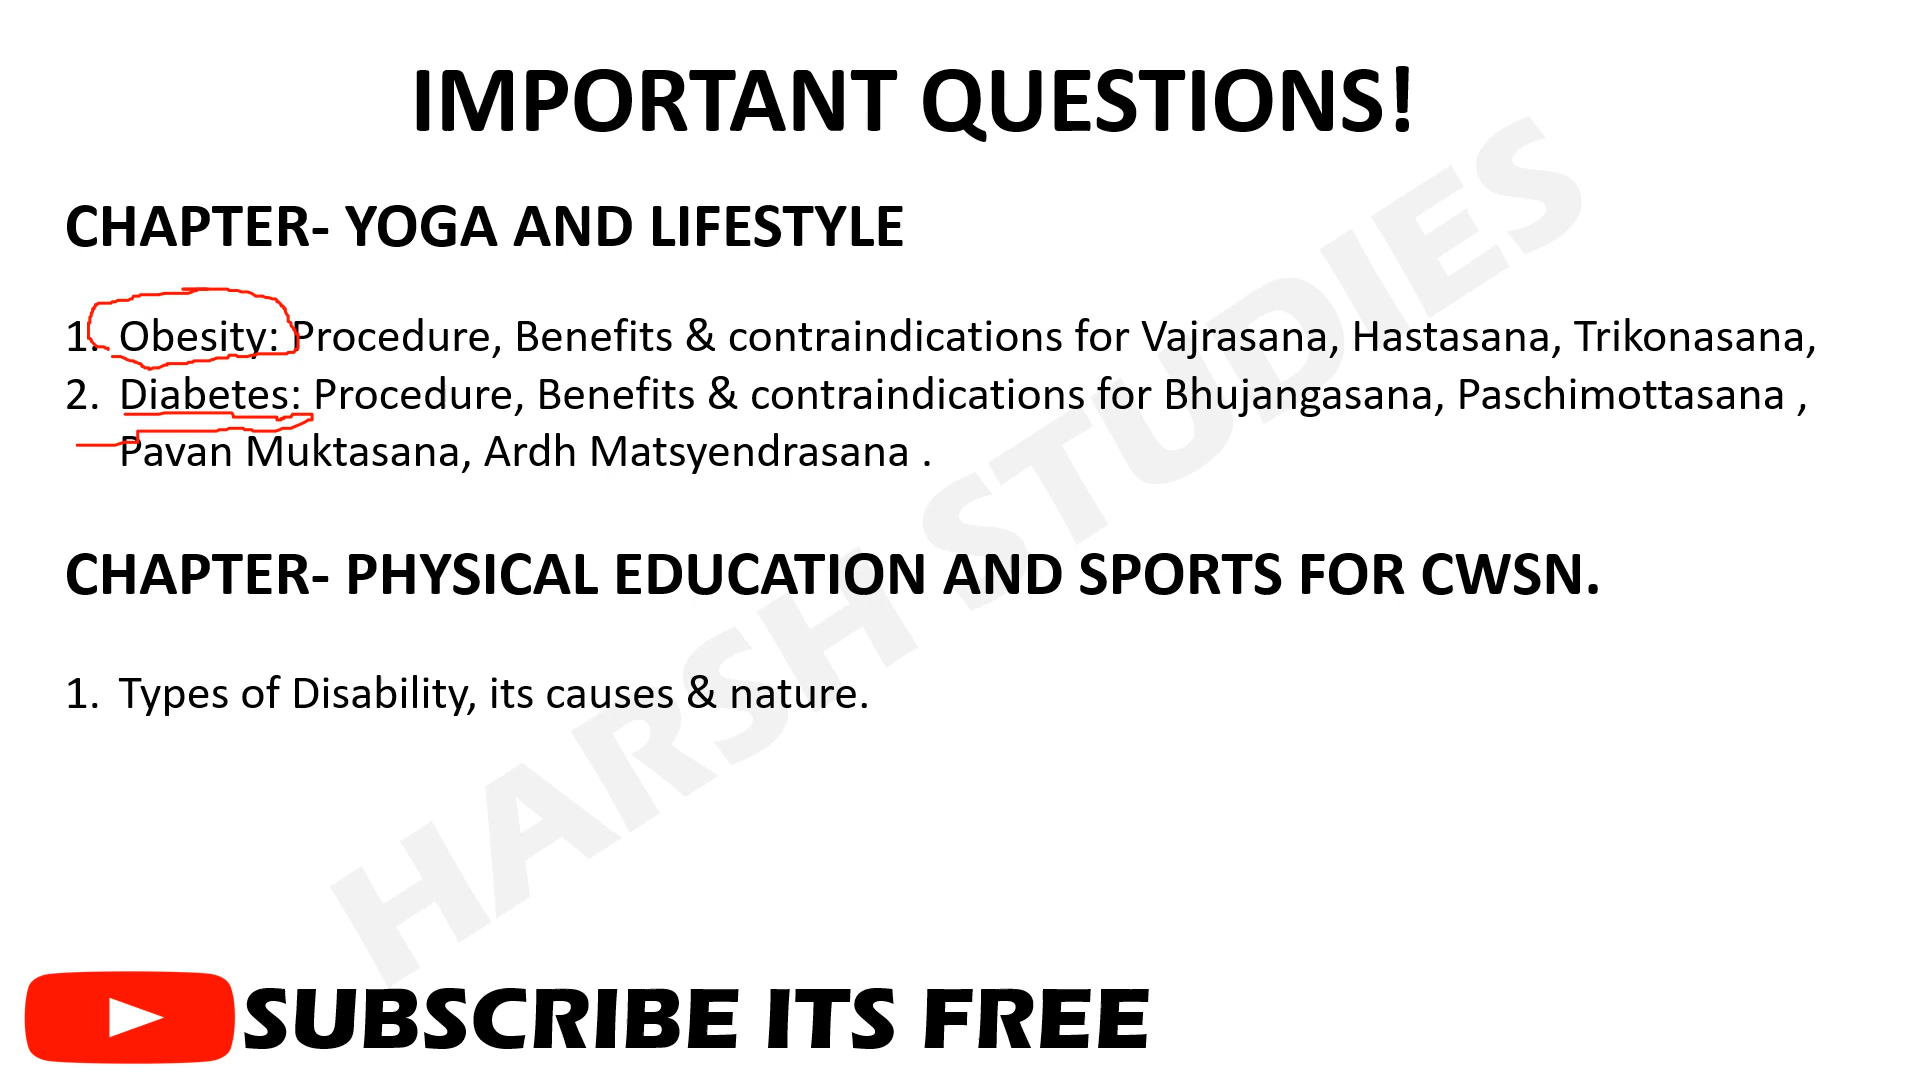 IMPORTANT QUESTIONS!
CHAPTER- YOGA AND LIFESTYLE
1. Obesity: Procedure, Benefits & contraindications for Vajrasana, Hastasana, Trikonasana,
2. Diabetes: Procedure, Benefits & contraindications for Bhujangasana, Paschimottasana ,
Pavan Muktasana, Ardh Matsyendrasana .
CHAPTER- PHYSICAL EDUCATION AND SPORTS FOR CWSN.
1. Types of Disability, its causes & nature.
HARSH STUDIES
SUBSCRIBE ITS FREE